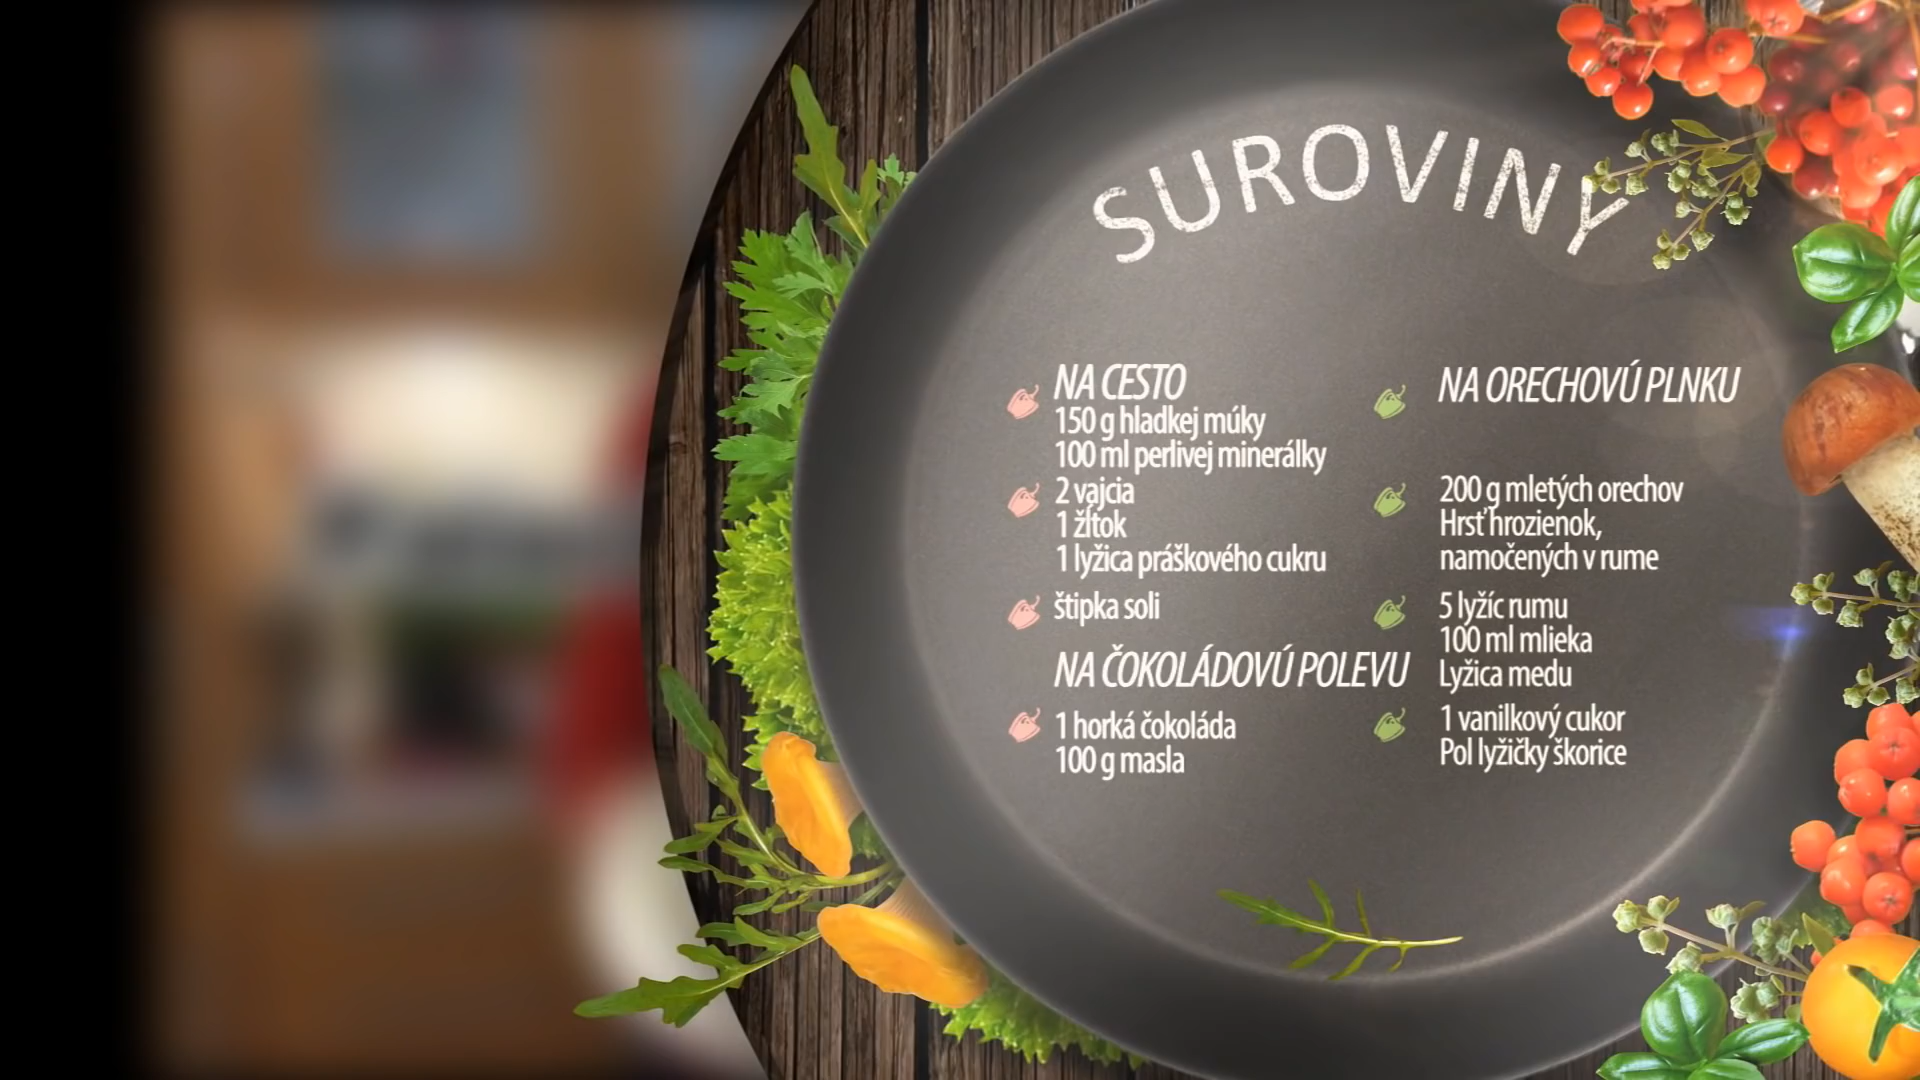 SUROVINY
NA CESTO
150 g hladkej múky
100 ml perlivej minerálky
2 vajcia
1 žĺtok
1 lyžica práškového cukru
štipka soli
NA ČOKOLÁDOVÚ POLEVU
1 horká čokoláda
100 g masla
NA ORECHOVÚ PLNKU
200 g mletých orechov
Hrsť hrozienok,
namočených v rume
5 lyžíc rumu
100 ml mlieka
Lyžica medu
1 vanilkový cukor
Pol lyžičky škorice